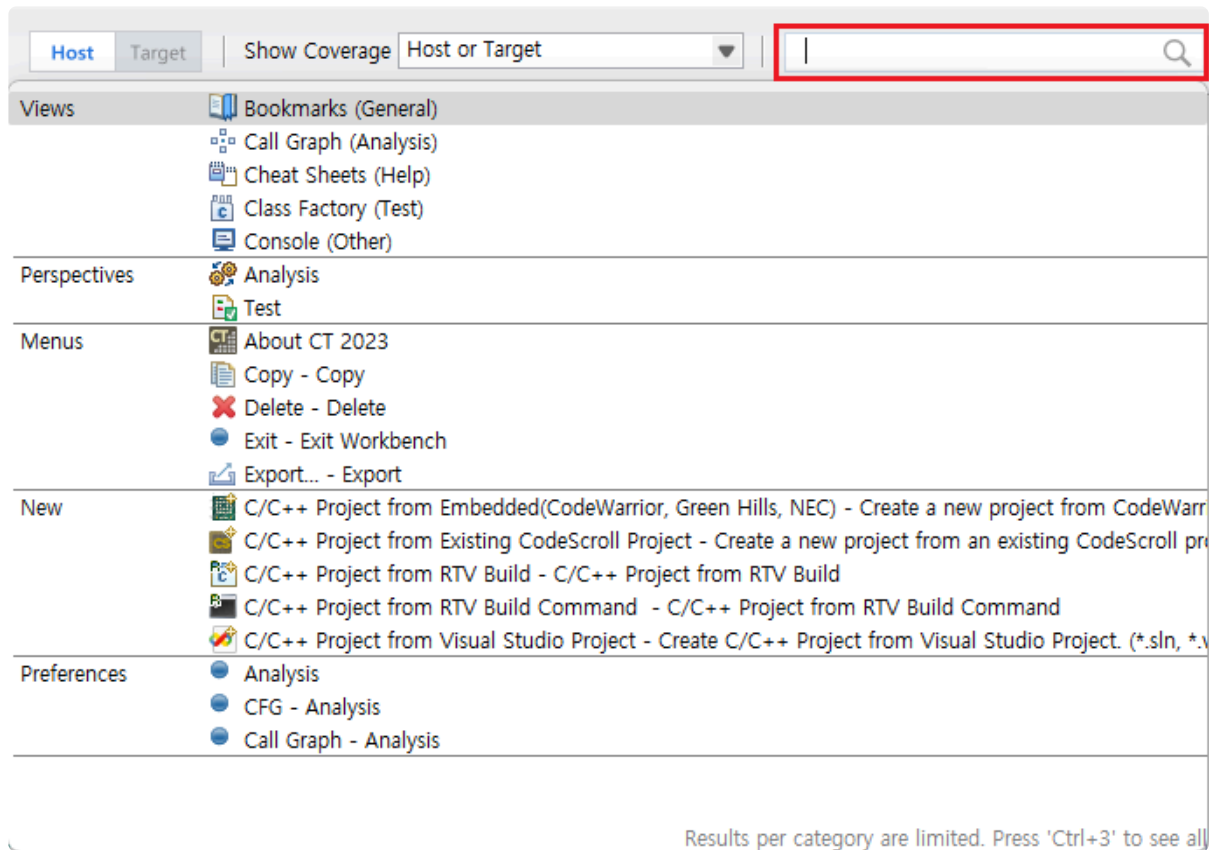 Host Target Show Coverage Host or Target
Views Bookmarks (General)
Call Graph (Analysis)
Cheat Sheets (Help)
Class Factory (Test)
Console (Other)
Perspectives Analysis
Test
Menus About CT 2023
Copy - Copy
Delete - Delete
Exit - Exit Workbench
Export... - Export
New C/C++ Project from Embedded(CodeWarrior, Green Hills, NEC) - Create a new project from CodeWarr
C/C++ Project from Existing CodeScroll Project - Create a new project from an existing CodeScroll pro
C/C++ Project from RTV Build - C/C++ Project from RTV Build
C/C++ Project from RTV Build Command - C/C++ Project from RTV Build Command
C/C++ Project from Visual Studio Project - Create C/C++ Project from Visual Studio Project. (*.sln, *.v
Preferences Analysis
CFG - Analysis
Call Graph - Analysis
Results per category are limited. Press 'Ctrl+3' to see all